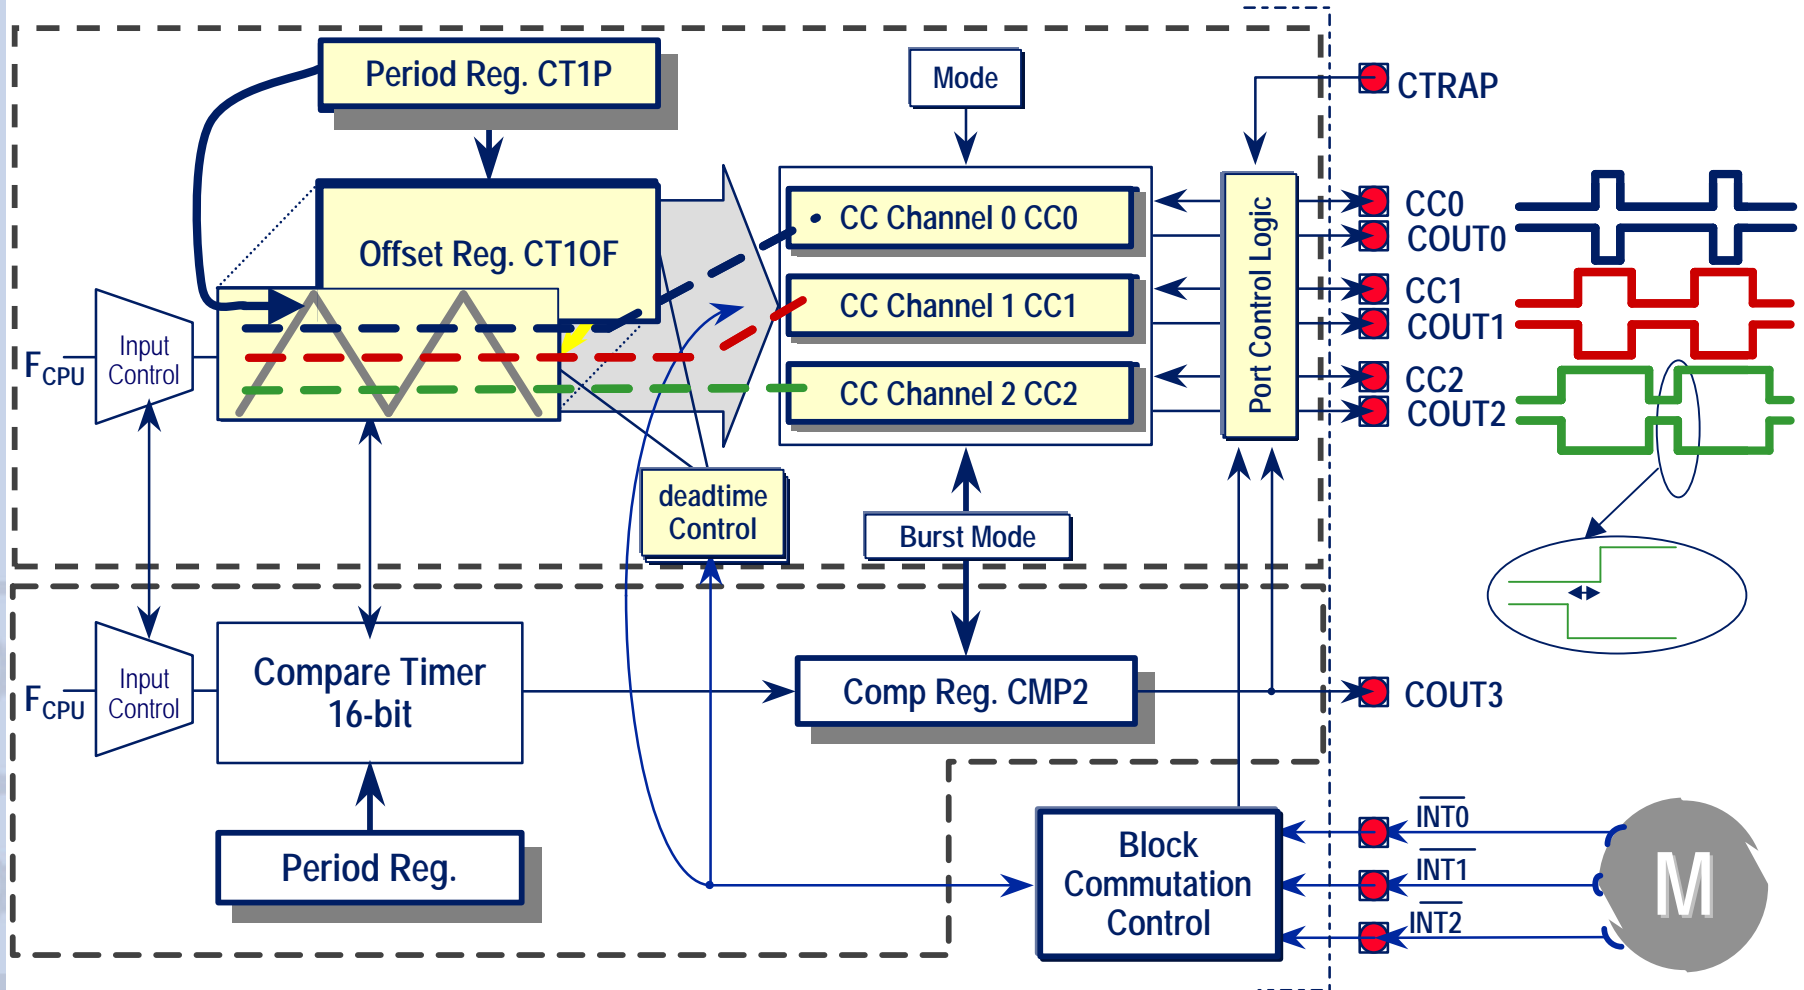 Period Reg. CT1P
Mode
CTRAP
Offset Reg. CT1OF
CC Channel 0 CC0
CC Channel 1 CC1
CC Channel 2 CC2
Port Control Logic
CC0
COUT0
CC1
COUT1
CC2
COUT2
FCPU
Input
Control
deadtime
Control
Burst Mode
FCPU
Input
Control
Compare Timer
16-bit
Comp Reg. CMP2
COUT3
Period Reg.
Block
Commutation
Control
INT0
INT1
INT2
M